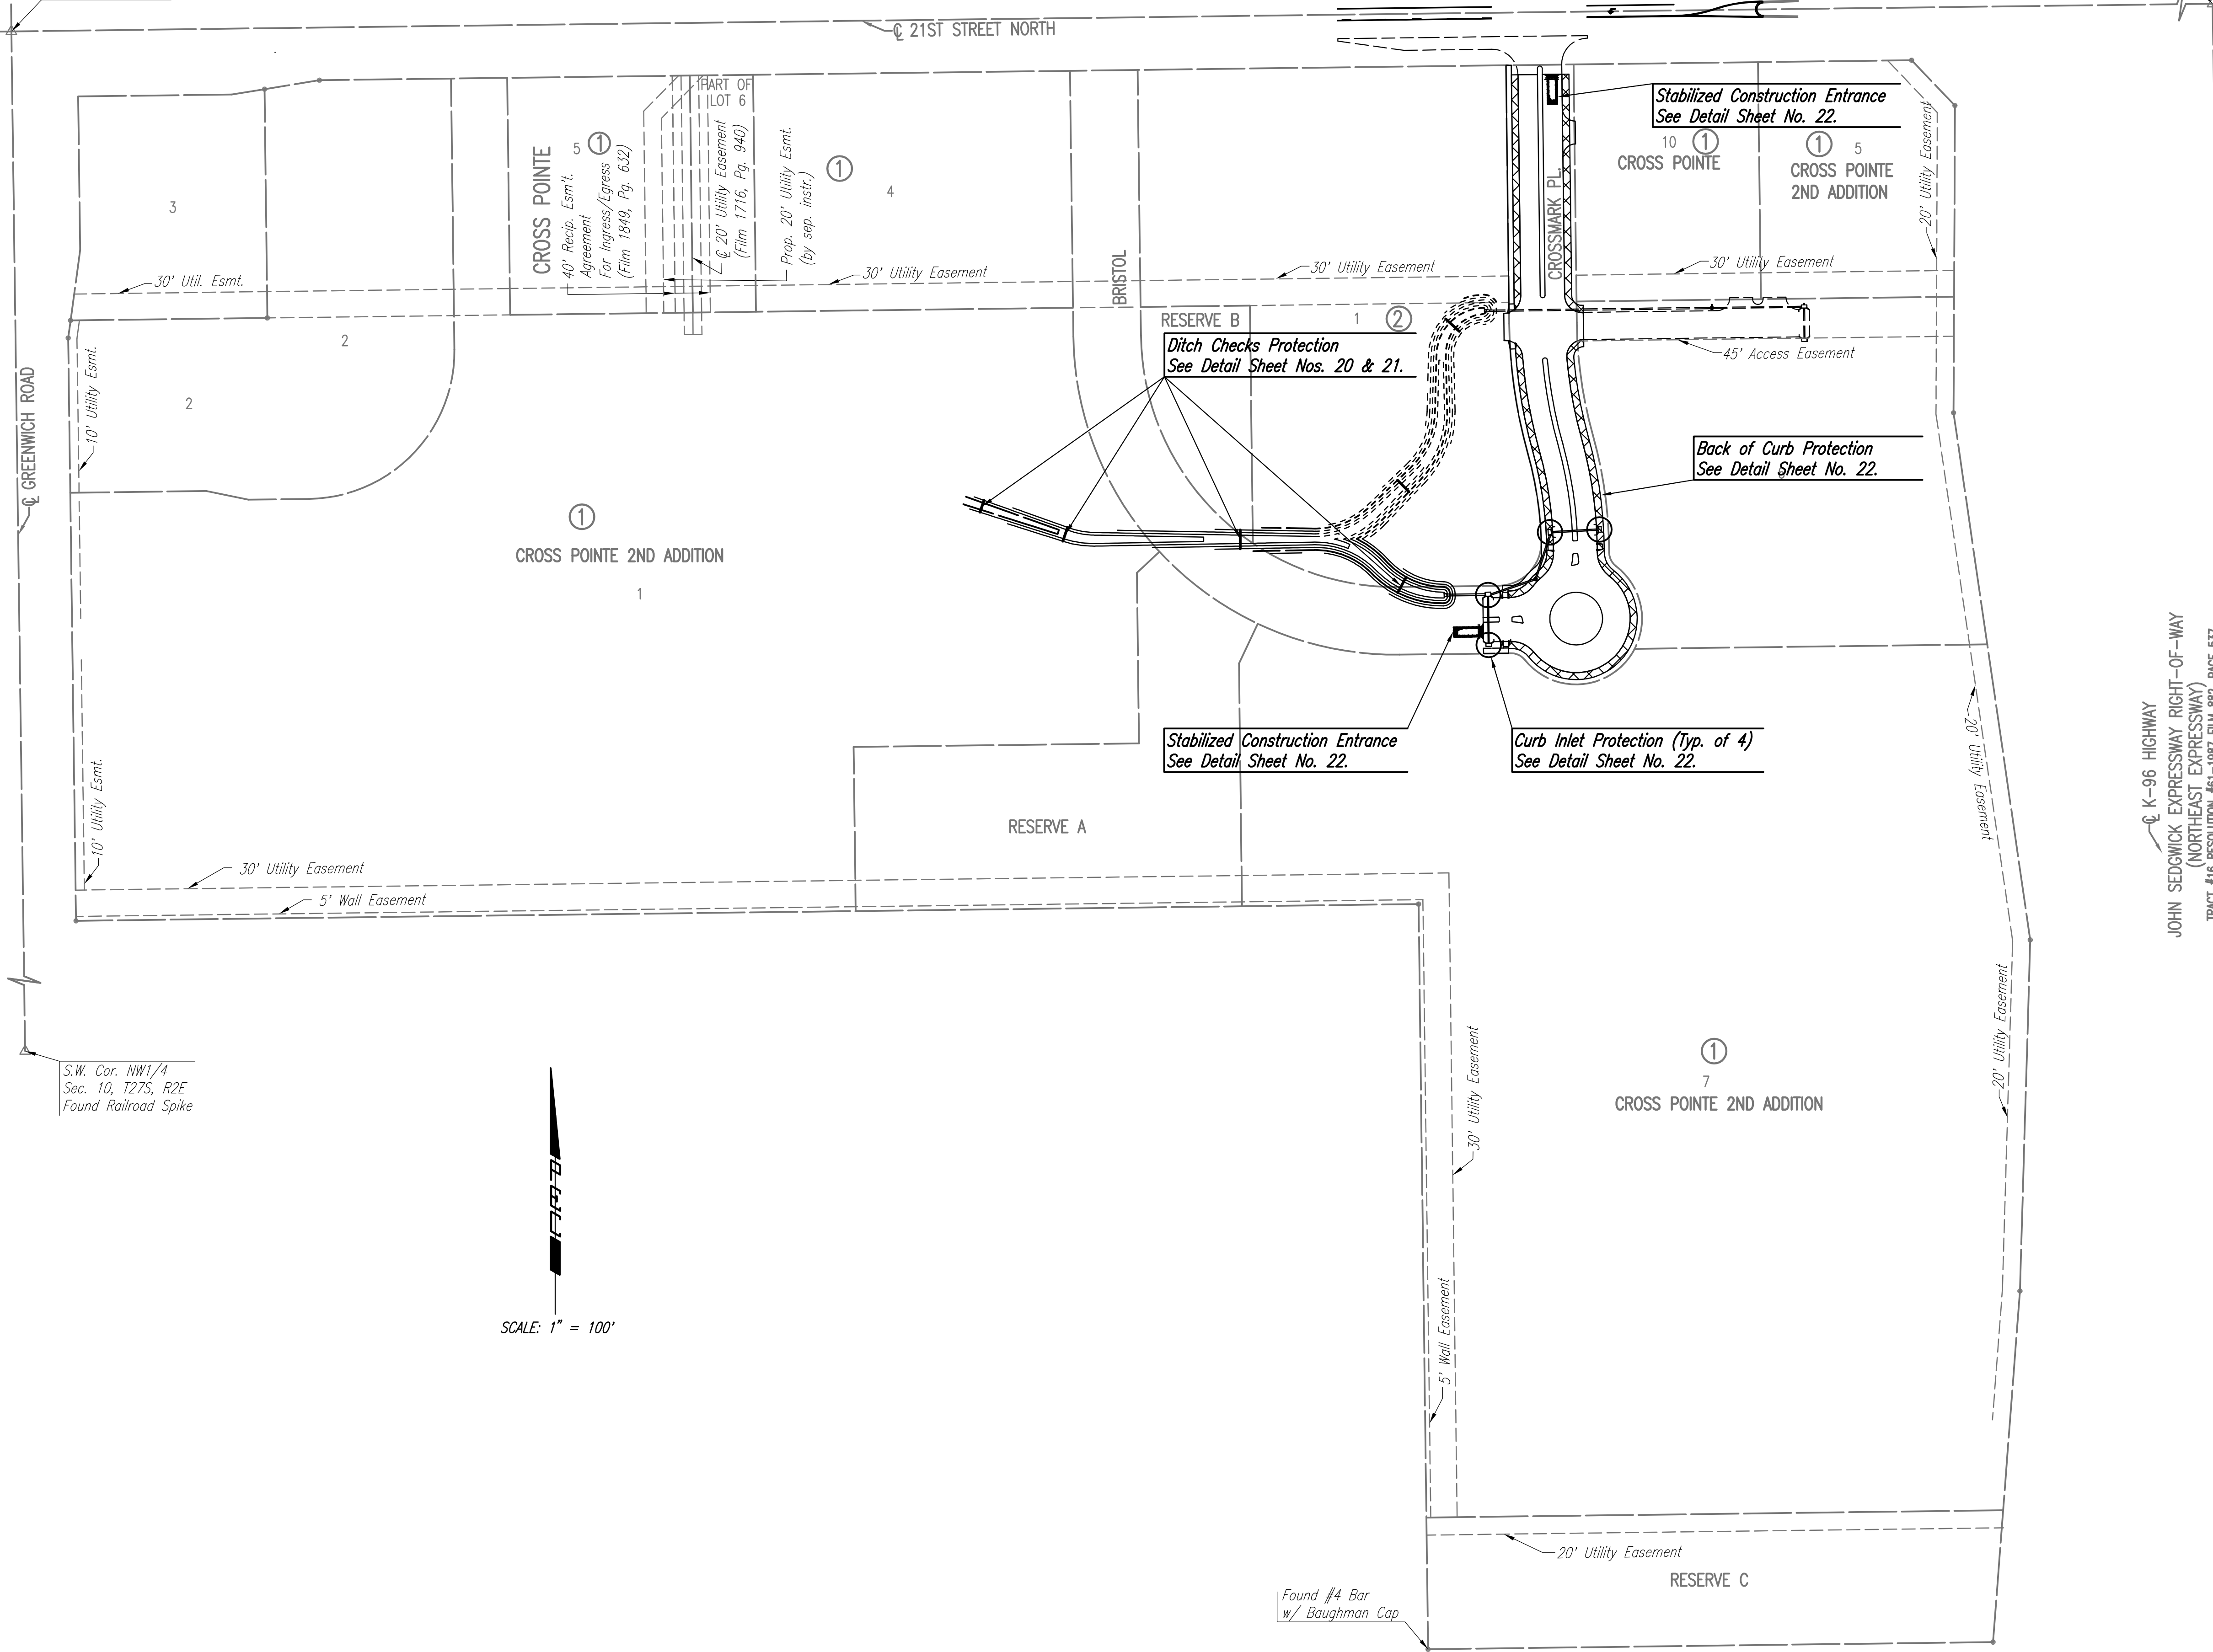 ℄ 21ST STREET NORTH
PART OF
LOT 6
Stabilized Construction Entrance
See Detail Sheet No. 22.
10 1
CROSS POINTE
1 5
CROSS POINTE
2ND ADDITION
20' Utility Easement
CROSS POINTE
5 1
40' Recip. Esm't.
Agreement
For Ingress/Egress
(Film 1849, Pg. 632)
℄ 20' Utility Easement
(Film 1716, Pg. 940)
Prop. 20' Utility Esmt.
(by sep. instr.)
1
4
3
BRISTOL
CROSSMARK PL.
30' Util. Esmt.
30' Utility Easement
30' Utility Easement
30' Utility Easement
RESERVE B
1 2
Ditch Checks Protection
See Detail Sheet Nos. 20 & 21.
45' Access Easement
2
2
10' Utility Esmt.
℄ GREENWICH ROAD
Back of Curb Protection
See Detail Sheet No. 22.
1
CROSS POINTE 2ND ADDITION
1
Stabilized Construction Entrance
See Detail Sheet No. 22.
Curb Inlet Protection (Typ. of 4)
See Detail Sheet No. 22.
20' Utility Easement
℄ K-96 HIGHWAY
JOHN SEDGWICK EXPRESSWAY RIGHT-OF-WAY
(NORTHEAST EXPRESSWAY)
10' Utility Esmt.
RESERVE A
30' Utility Easement
5' Wall Easement
S.W. Cor. NW1/4
Sec. 10, T27S, R2E
Found Railroad Spike
30' Utility Easement
1
7
CROSS POINTE 2ND ADDITION
20' Utility Easement
SCALE: 1" = 100'
5' Wall Easement
20' Utility Easement
RESERVE C
Found #4 Bar
w/ Baughman Cap